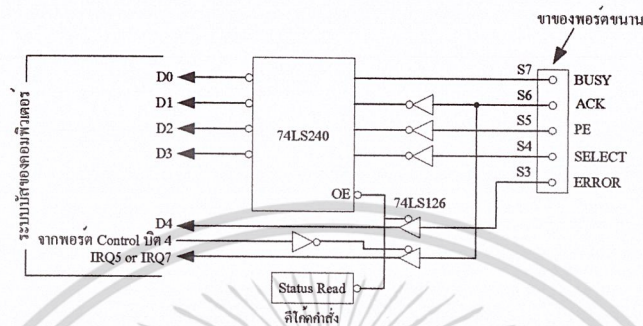 ขาของพอร์ตขนาน
S7
BUSY
D0
S6
ACK
D1
S5
PE
D2
74LS240
S4
SELECT
D3
S3
ERROR
OE
74LS126
D4
จากพอร์ต Control บิต 4
IRQ5 or IRQ7
Status Read
ดีโค้ดคำสั่ง
ระบบบัสของคอมพิวเตอร์